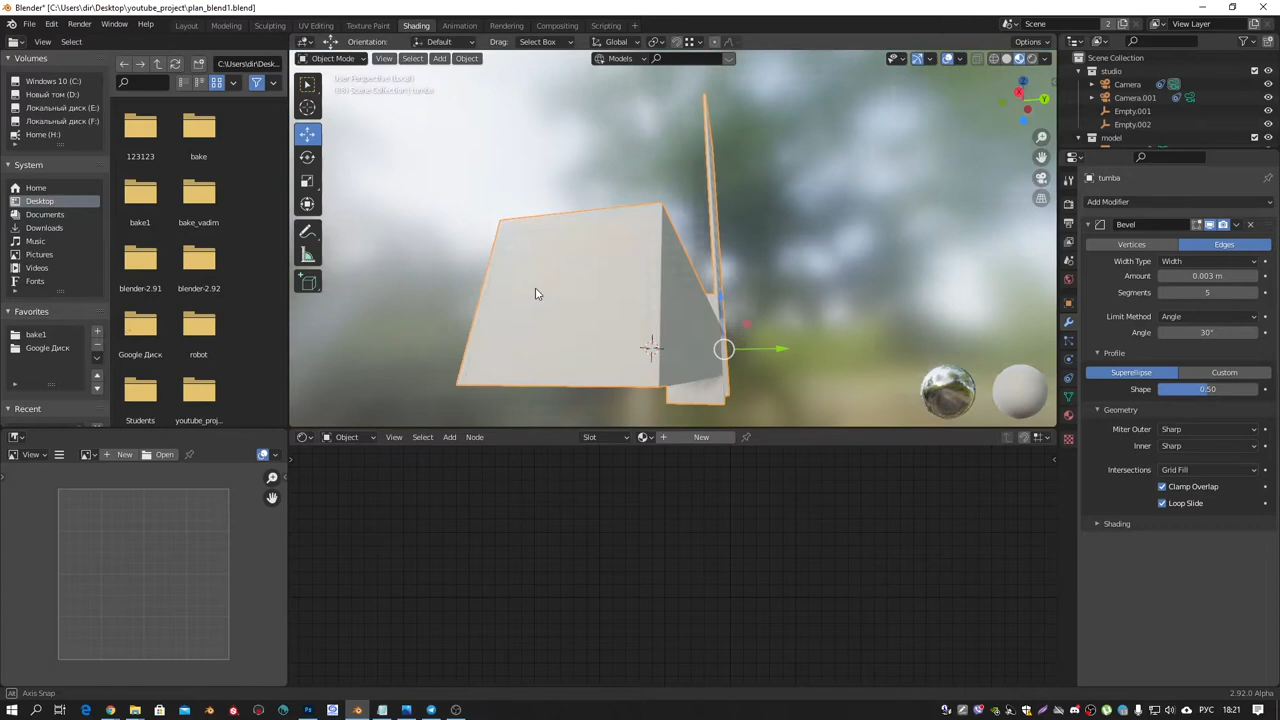 Blender* [C:\Users\dir\Desktop\youtube_project\plan_blend1.blend]
File Edit Render Window Help Layout Modeling Sculpting UV Editing Texture Paint Shading Animation Rendering Compositing Scripting Scene 2 View Layer
View Select Orientation: Default Drag: Select Box Global Options
Volumes C:\Users\dir\Desk... Object Mode View Select Add Object Models
Windows 10 (C:)
Новый том (D:)
Локальный диск (E:)
Локальный диск (F:)
Home (H:)
System
Home
Desktop
Documents
Downloads
Music
Pictures
Videos
Fonts
Favorites
bake1
Google Диск
Recent
123123 bake
bake1 bake_vadim
blender-2.91 blender-2.92
Google Диск robot
Students youtube_proj...
User Perspective (Local)
Scene Collection | tumba
Z
X
Y
Scene Collection
studio
Camera
Camera.001
Empty.001
Empty.002
model
tumba
Add Modifier
Bevel
Vertices Edges
Width Type Width
Amount 0.003 m
Segments 5
Limit Method Angle
Angle 30°
Profile
Superellipse Custom
Shape 0.50
Geometry
Miter Outer Sharp
Inner Sharp
Intersections Grid Fill
Clamp Overlap
Loop Slide
Shading
Object View Select Add Node Slot New
View New Open
Alt Axis Snap 2.92.0 Alpha
РУС 18:21